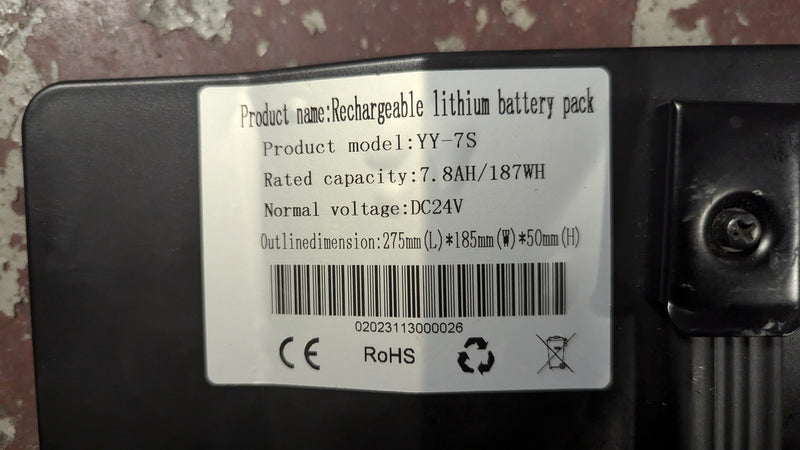 Product name:Rechargeable lithium battery pack
Product model:YY-7S
Rated capacity:7.8AH/187WH
Normal voltage:DC24V
Outlinedimension:275mm(L)*185mm(W)*50mm(H)
02023113000026
CE RoHS